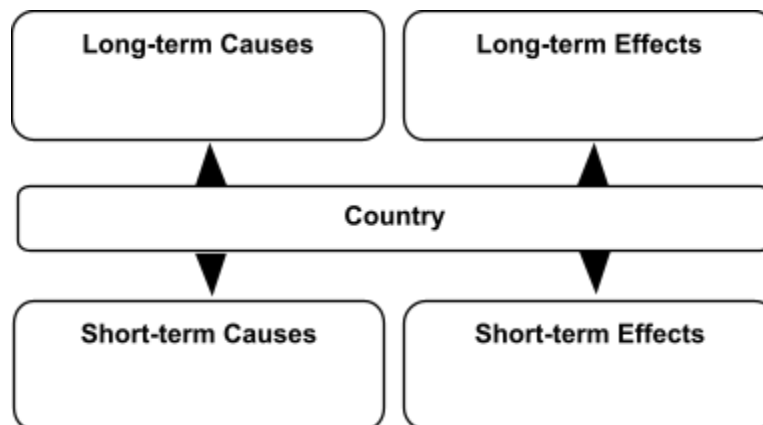 Long-term Causes
Long-term Effects
Country
Short-term Causes
Short-term Effects